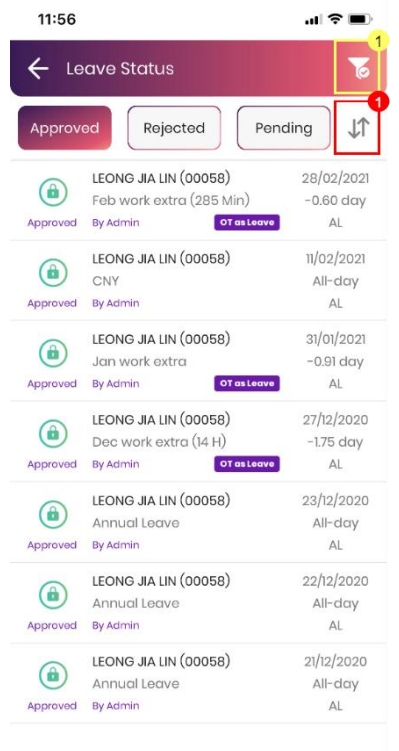 11:56
1
Leave Status
Approved
Rejected
Pending
1
LEONG JIA LIN (00058)
28/02/2021
Feb work extra (285 Min)
-0.60 day
Approved
By Admin
OT as Leave
AL
LEONG JIA LIN (00058)
11/02/2021
CNY
All-day
Approved
By Admin
AL
LEONG JIA LIN (00058)
31/01/2021
Jan work extra
-0.91 day
Approved
By Admin
OT as Leave
AL
LEONG JIA LIN (00058)
27/12/2020
Dec work extra (14 H)
-1.75 day
Approved
By Admin
OT as Leave
AL
LEONG JIA LIN (00058)
23/12/2020
Annual Leave
All-day
Approved
By Admin
AL
LEONG JIA LIN (00058)
22/12/2020
Annual Leave
All-day
Approved
By Admin
AL
LEONG JIA LIN (00058)
21/12/2020
Annual Leave
All-day
Approved
By Admin
AL